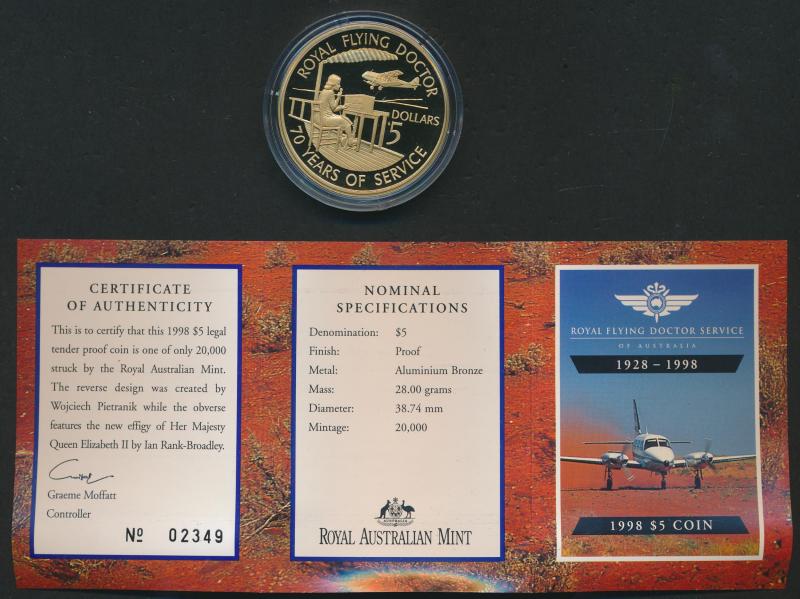 ROYAL FLYING DOCTOR
DOLLARS
5
70 YEARS OF SERVICE
CERTIFICATE
OF AUTHENTICITY
This is to certify that this 1998 $5 legal
tender proof coin is one of only 20,000
struck by the Royal Australian Mint.
The reverse design was created by
Wojciech Pietranik while the obverse
features the new effigy of Her Majesty
Queen Elizabeth II by Ian Rank-Broadley.
Graeme Moffatt
Controller
No 02349
NOMINAL
SPECIFICATIONS
Denomination: $5
Finish: Proof
Metal: Aluminium Bronze
Mass: 28.00 grams
Diameter: 38.74 mm
Mintage: 20,000
AUSTRALIA
ROYAL AUSTRALIAN MINT
ROYAL FLYING DOCTOR SERVICE
OF AUSTRALIA
1928 – 1998
1998 $5 COIN